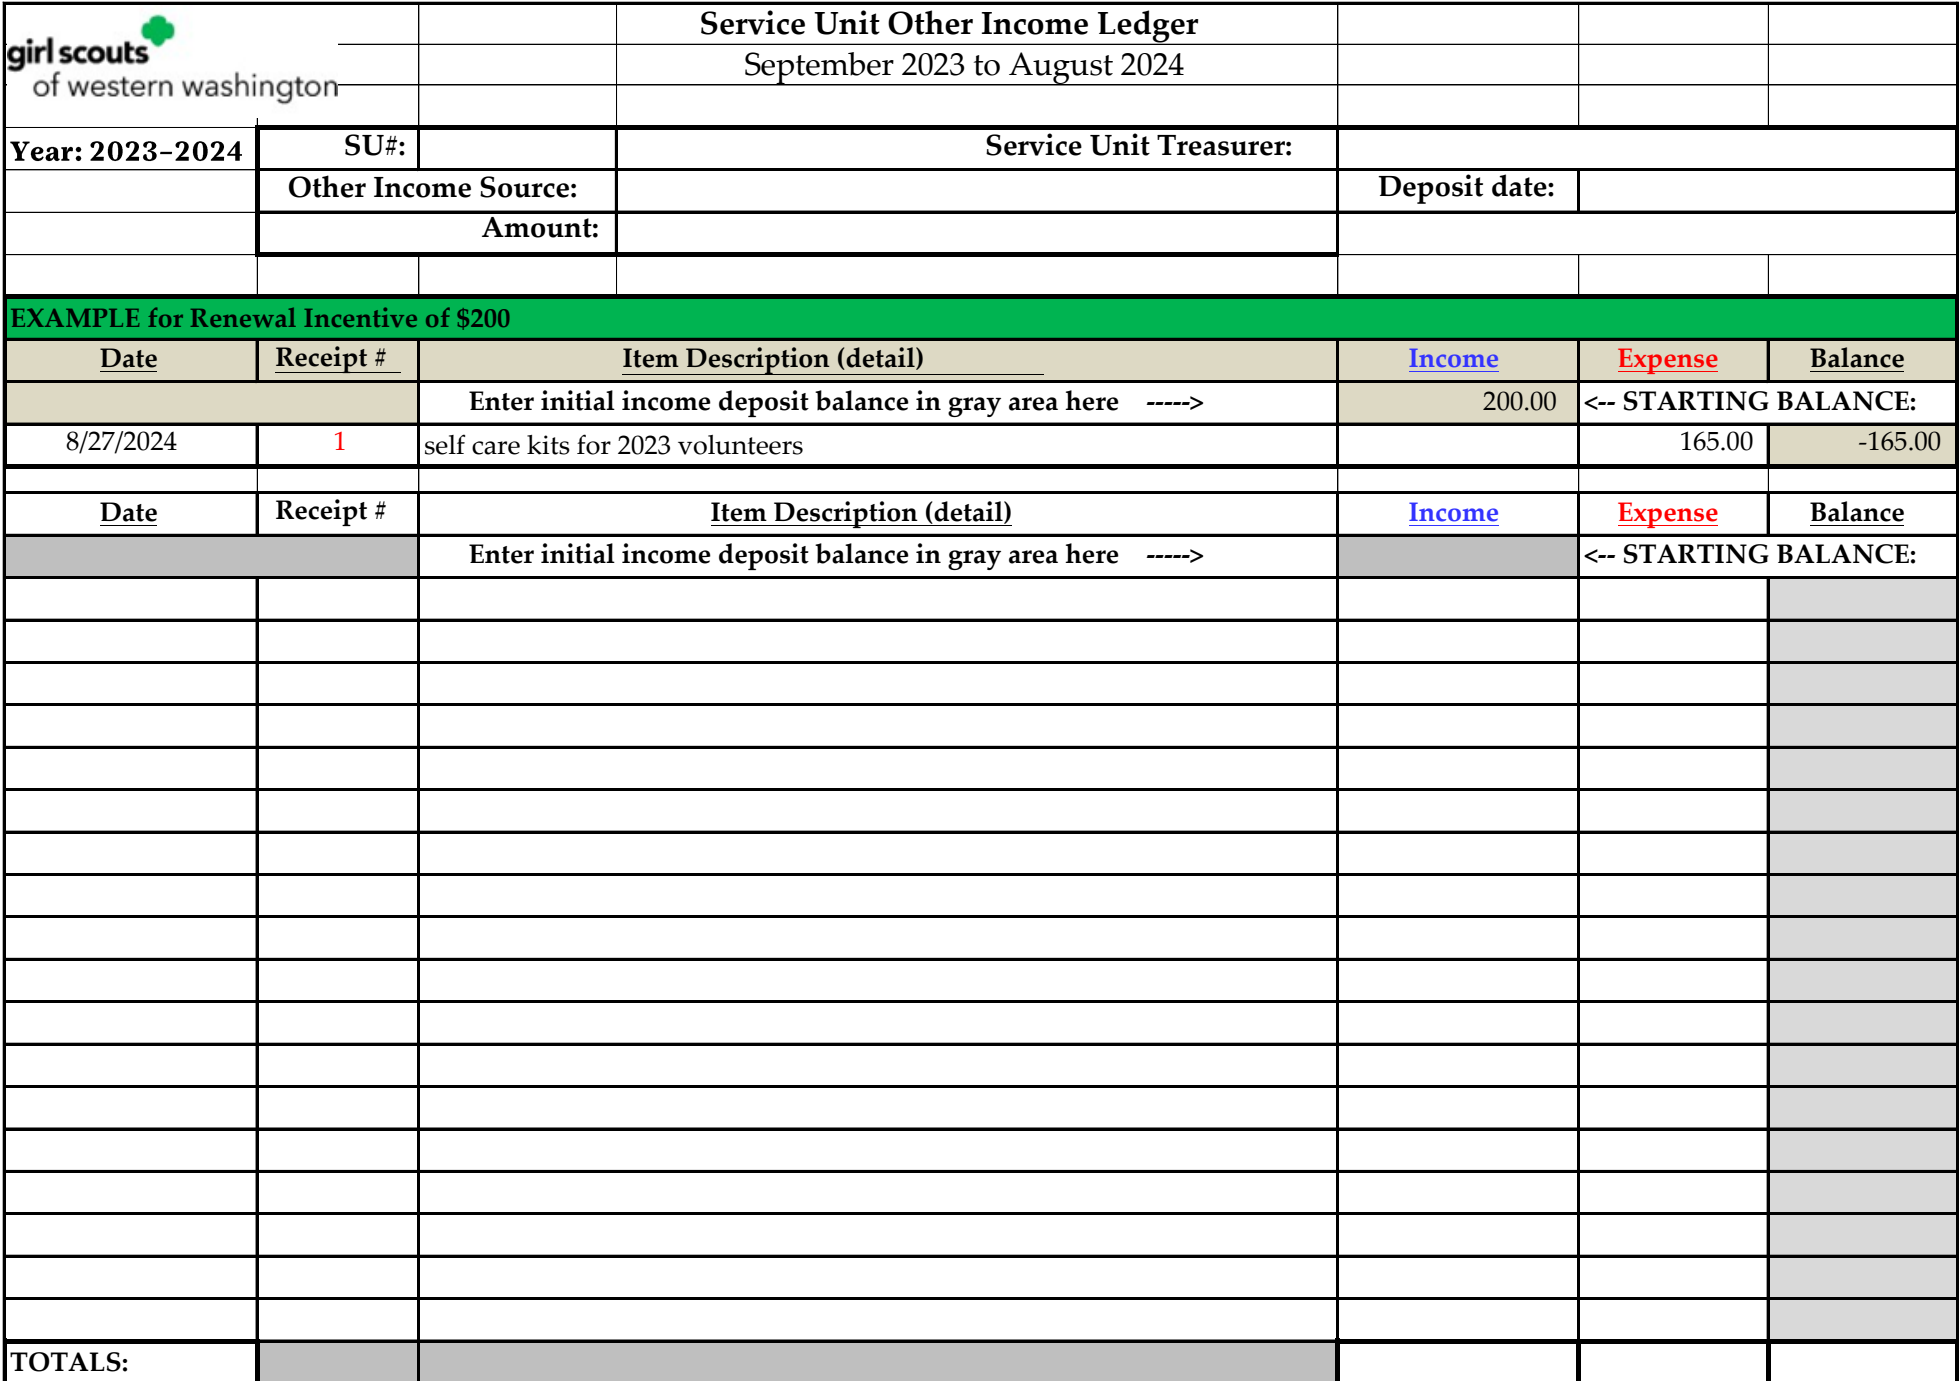 girl scouts
of western washington
Service Unit Other Income Ledger
September 2023 to August 2024
Year: 2023-2024 SU#: Service Unit Treasurer:
Other Income Source: Deposit date:
Amount:
EXAMPLE for Renewal Incentive of $200
Date Receipt # Item Description (detail) Income Expense Balance
Enter initial income deposit balance in gray area here -----> 200.00 <-- STARTING BALANCE:
8/27/2024 1 self care kits for 2023 volunteers 165.00 -165.00
Date Receipt # Item Description (detail) Income Expense Balance
Enter initial income deposit balance in gray area here -----> <-- STARTING BALANCE:
TOTALS: